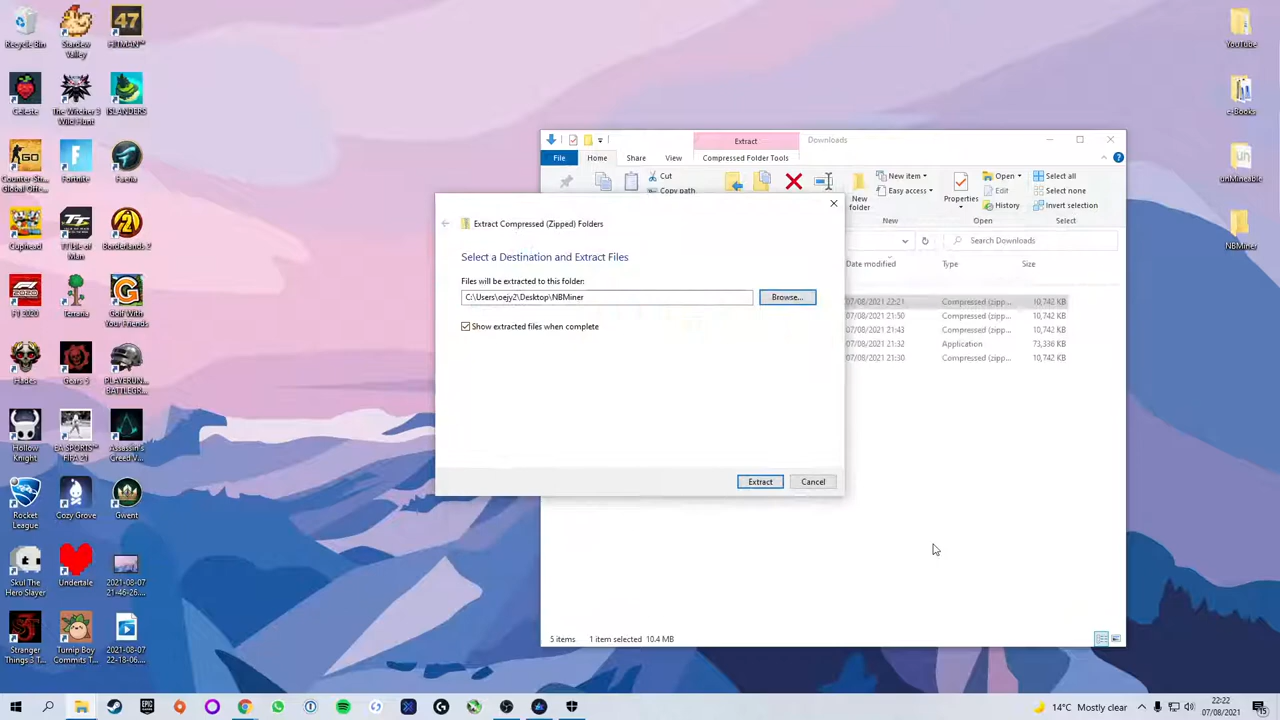 Recycle Bin
Stardew
Valley
HITMAN™
Celeste
The Witcher 3
Wild Hunt
ISLANDERS
Counter-Str...
Global Offe...
Fortnite
Faeria
Cuphead
TT Isle of
Man
Borderlands 2
F1 2020
Terraria
Golf With
Your Friends
Hades
Gears 5
PLAYERUN...
BATTLEGR...
Hollow
Knight
EA SPORTS™
FIFA 21
Assassin's
Creed V...
Rocket
League
Cozy Grove
Gwent
Skul The
Hero Slayer
Undertale
2021-08-07
21-46-26...
Stranger
Things 3 T...
Turnip Boy
Commits T...
2021-08-07
22-18-06...
YouTube
e-Books
unMineable
NBMiner
Extract
Downloads
File
Home
Share
View
Compressed Folder Tools
Cut
Copy path
New item
Easy access
New
folder
New
Properties
Open
Edit
History
Open
Select all
Select none
Invert selection
Select
Search Downloads
Date modified
Type
Size
07/08/2021 22:21
Compressed (zipp...
10,742 KB
07/08/2021 21:50
Compressed (zipp...
10,742 KB
07/08/2021 21:43
Compressed (zipp...
10,742 KB
07/08/2021 21:32
Application
73,336 KB
07/08/2021 21:30
Compressed (zipp...
10,742 KB
5 items
1 item selected 10.4 MB
Extract Compressed (Zipped) Folders
Select a Destination and Extract Files
Files will be extracted to this folder:
C:\Users\oejy2\Desktop\NBMiner
Browse...
Show extracted files when complete
Extract
Cancel
14°C Mostly clear
22:22
07/08/2021